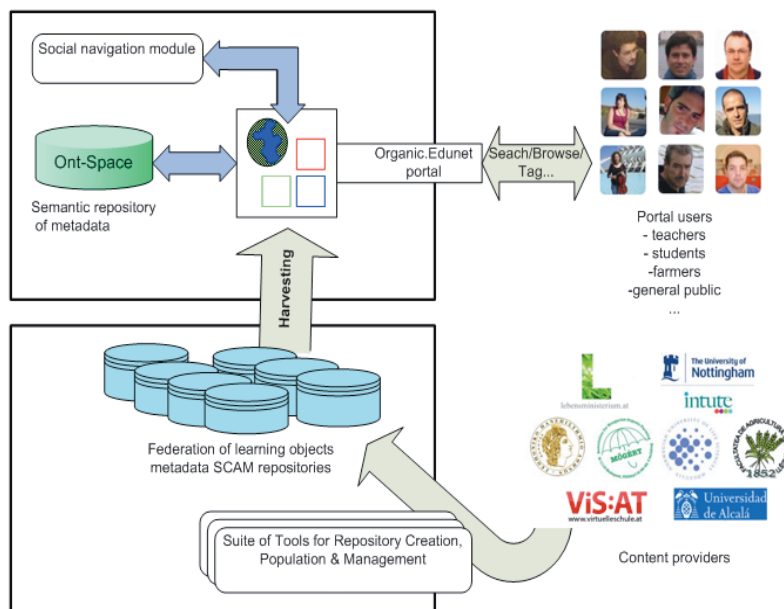 Social navigation module
Ont-Space
Semantic repository
of metadata
Organic.Edunet
portal
Seach/Browse/
Tag...
Portal users
- teachers
- students
-farmers
-general public
...
Harvesting
Federation of learning objects
metadata SCAM repositories
Suite of Tools for Repository Creation,
Population & Management
lebensministerium.at
The University of
Nottingham
intute
MÖGÉRT
1852
ViS:AT
www.virtuelleschule.at
Universidad
de Alcalá
Content providers